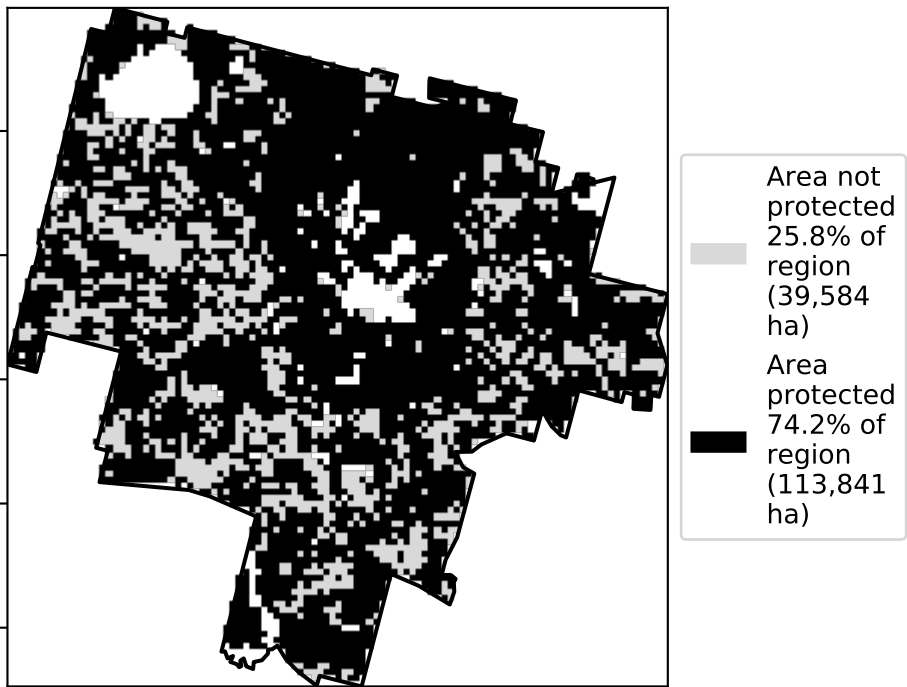 Area not
protected
25.8% of
region
(39,584
ha)
Area
protected
74.2% of
region
(113,841
ha)